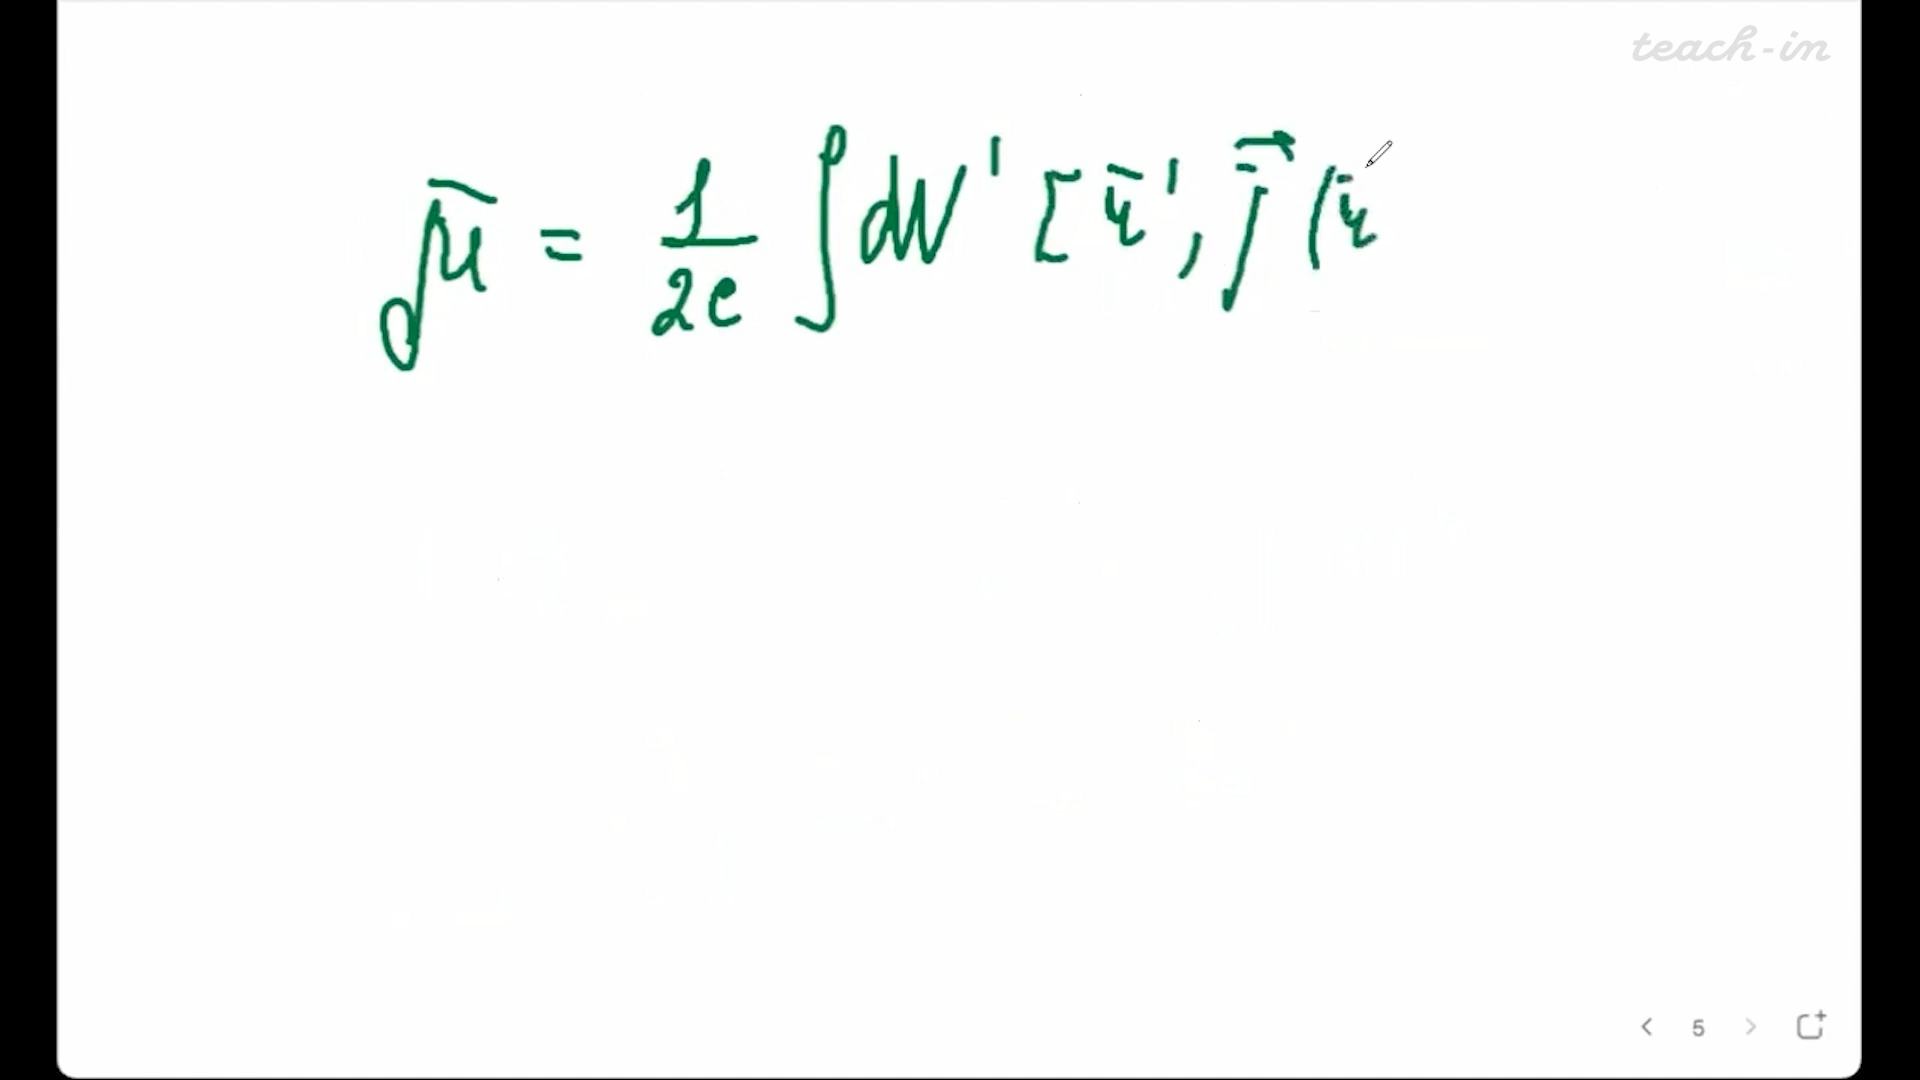 teach-in
μ̄ = 1/2c ∫ dV' [r̄', j⃗ (r̄
5